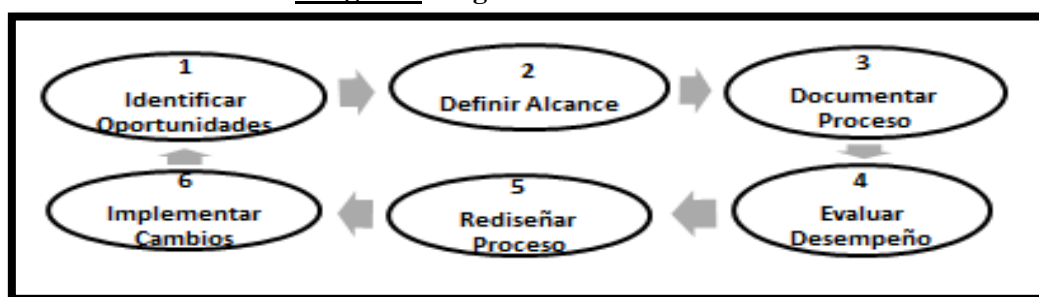 1
Identificar
Oportunidades
2
Definir Alcance
3
Documentar
Proceso
4
Evaluar
Desempeño
5
Rediseñar
Proceso
6
Implementar
Cambios